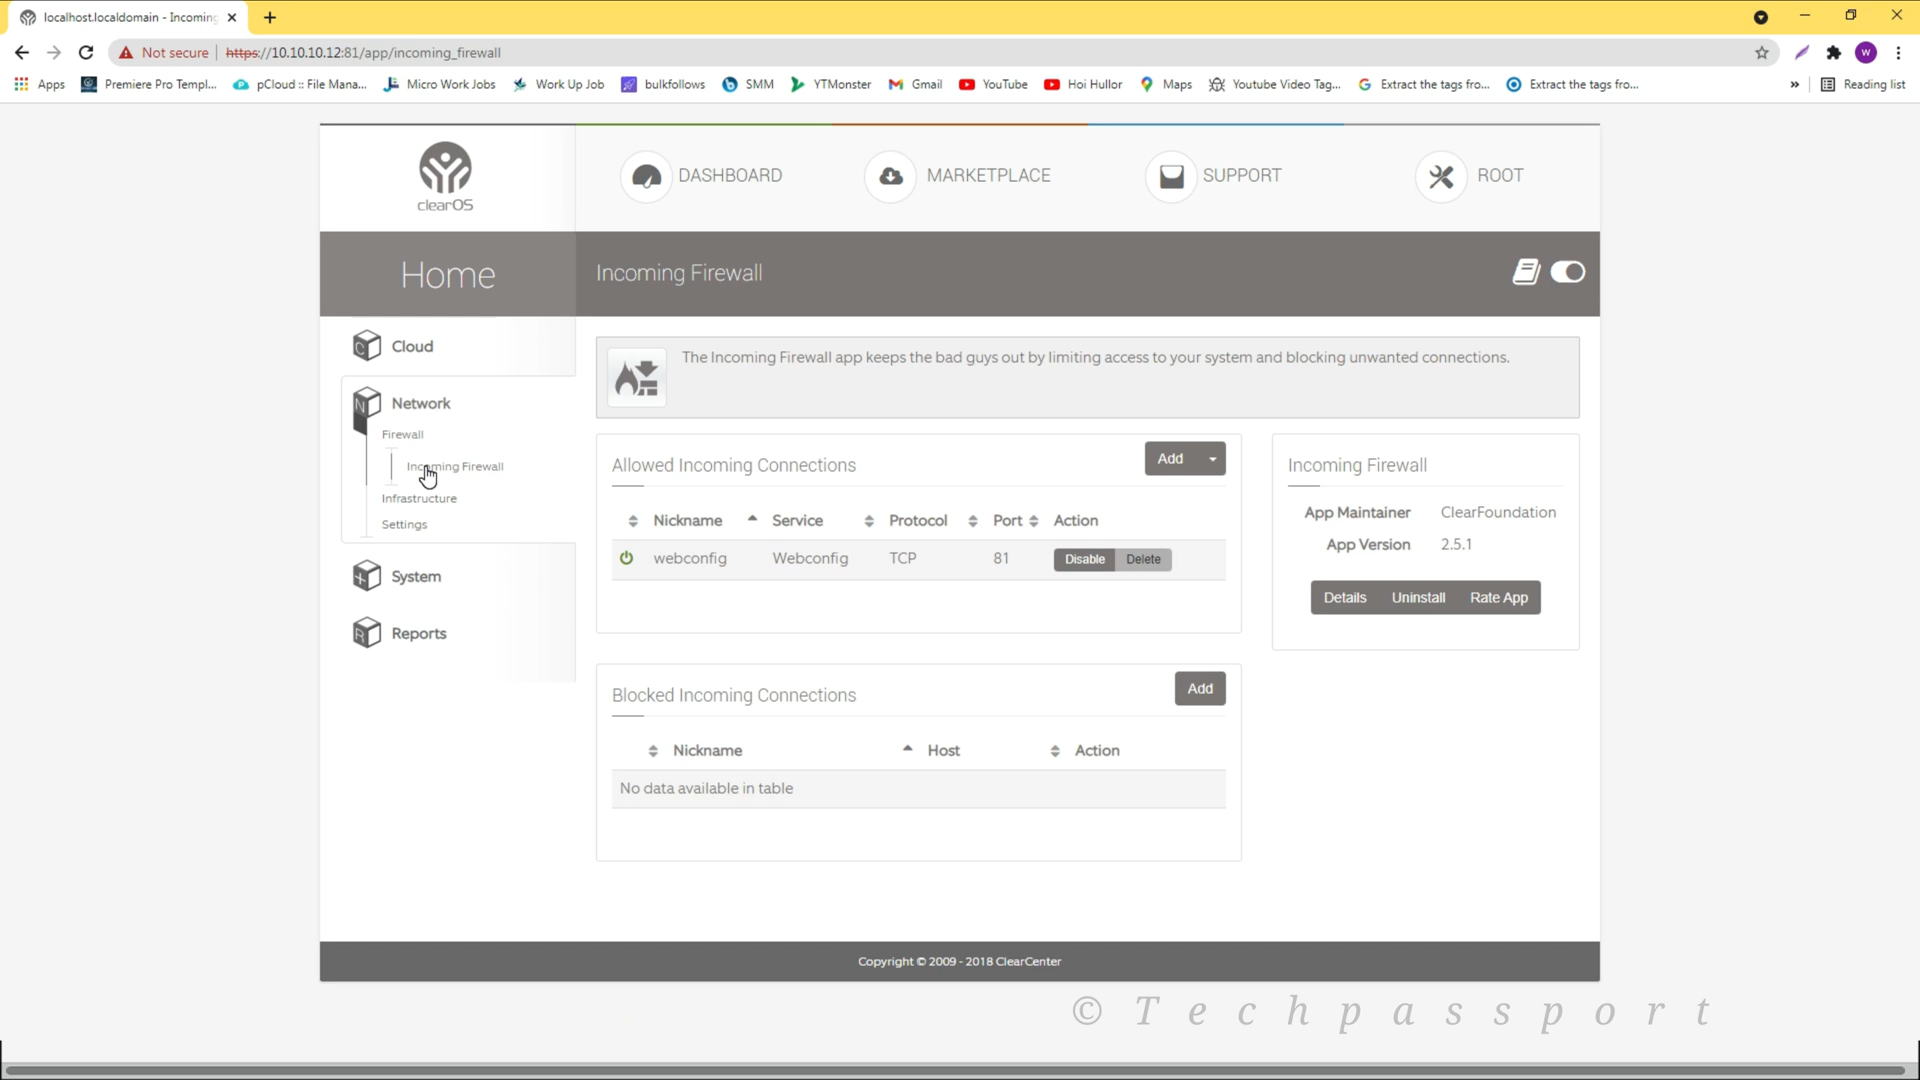 localhost.localdomain - Incoming
Not secure https://10.10.10.12:81/app/incoming_firewall
W
Apps Premiere Pro Templ... pCloud :: File Mana... Micro Work Jobs Work Up Job bulkfollows SMM YTMonster Gmail YouTube Hoi Hullor Maps Youtube Video Tag... Extract the tags fro... Extract the tags fro... » Reading list
clearOS
DASHBOARD MARKETPLACE SUPPORT ROOT
Home
Incoming Firewall
C Cloud
N Network
Firewall
Incoming Firewall
Infrastructure
Settings
System
R Reports
The Incoming Firewall app keeps the bad guys out by limiting access to your system and blocking unwanted connections.
Allowed Incoming Connections Add
Nickname Service Protocol Port Action
webconfig Webconfig TCP 81 Disable Delete
Incoming Firewall
App Maintainer ClearFoundation
App Version 2.5.1
Details Uninstall Rate App
Blocked Incoming Connections Add
Nickname Host Action
No data available in table
Copyright © 2009 - 2018 ClearCenter
© Techpassport